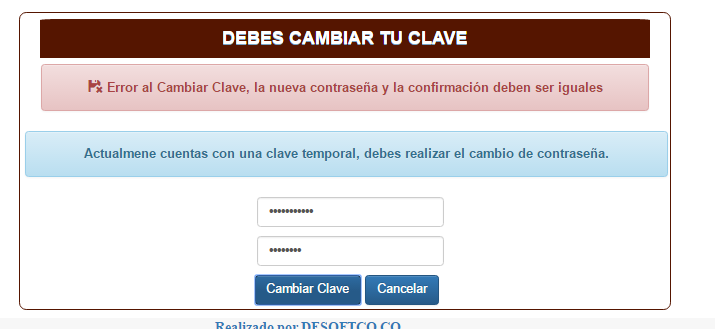 DEBES CAMBIAR TU CLAVE
Error al Cambiar Clave, la nueva contraseña y la confirmación deben ser iguales
Actualmene cuentas con una clave temporal, debes realizar el cambio de contraseña.
•••••••••••
••••••••
Cambiar Clave Cancelar
Realizado por DESOFTCO.CO